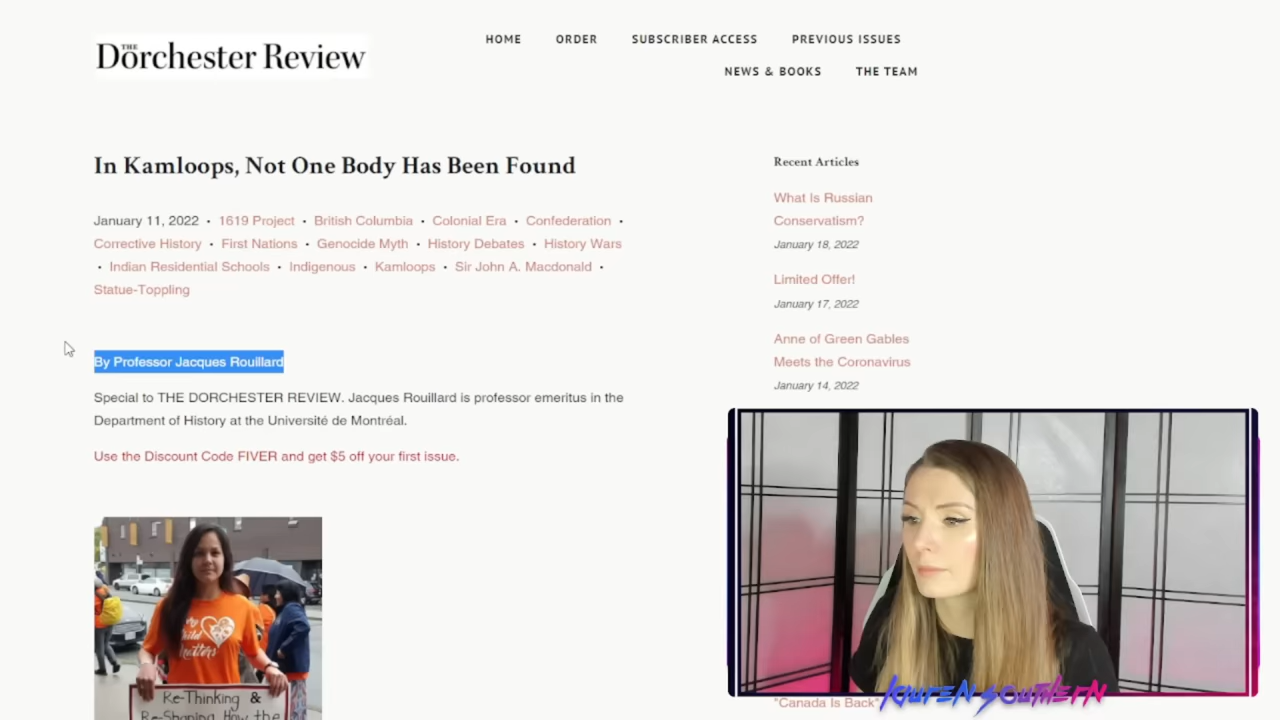 THE
Dorchester Review
HOME ORDER SUBSCRIBER ACCESS PREVIOUS ISSUES
NEWS & BOOKS THE TEAM
In Kamloops, Not One Body Has Been Found
January 11, 2022 • 1619 Project • British Columbia • Colonial Era • Confederation •
Corrective History • First Nations • Genocide Myth • History Debates • History Wars
• Indian Residential Schools • Indigenous • Kamloops • Sir John A. Macdonald •
Statue-Toppling
By Professor Jacques Rouillard
Special to THE DORCHESTER REVIEW. Jacques Rouillard is professor emeritus in the
Department of History at the Université de Montréal.
Use the Discount Code FIVER and get $5 off your first issue.
Child
Matters
Re-Thinking &
Re-Shaping How the
Recent Articles
What Is Russian
Conservatism?
January 18, 2022
Limited Offer!
January 17, 2022
Anne of Green Gables
Meets the Coronavirus
January 14, 2022
"Canada Is Back"
LAUREN SOUTHERN